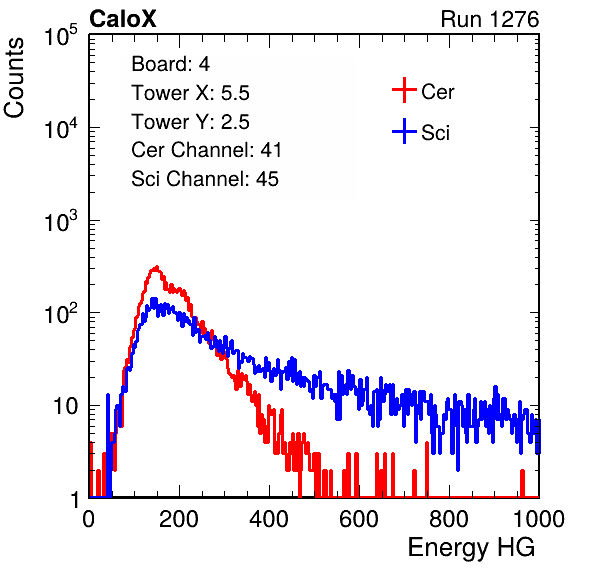 CaloX Run 1276
Counts
10^5
10^4
10^3
10^2
10
1
Board: 4
Tower X: 5.5
Tower Y: 2.5
Cer Channel: 41
Sci Channel: 45
Cer
Sci
0 200 400 600 800 1000
Energy HG